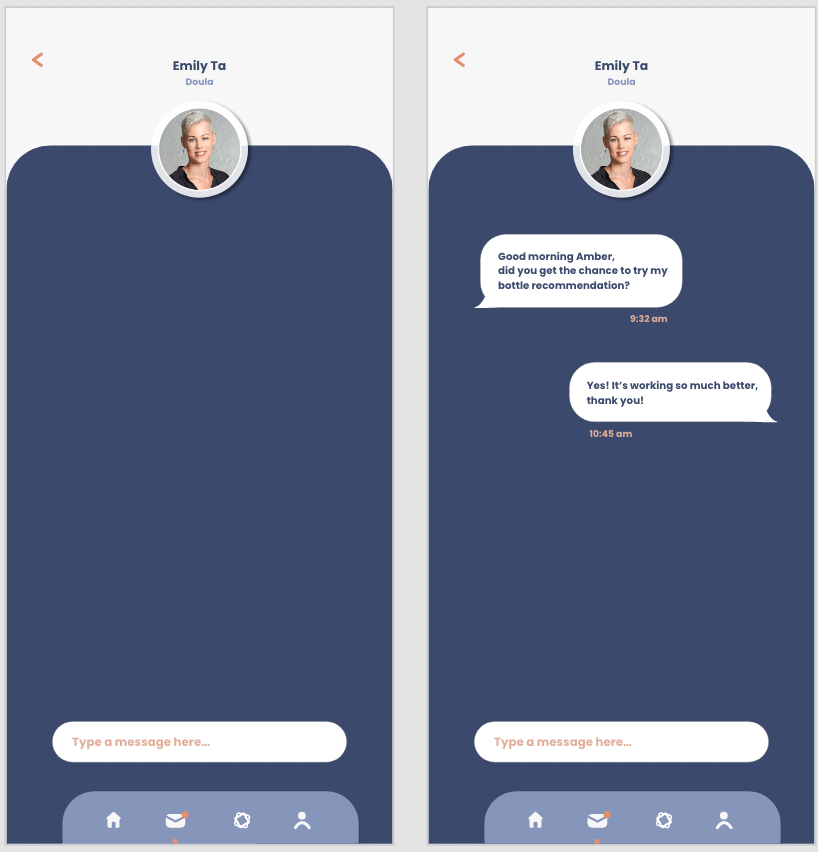 Emily Ta
Doula
Type a message here...
Emily Ta
Doula
Good morning Amber,
did you get the chance to try my
bottle recommendation?
9:32 am
Yes! It’s working so much better,
thank you!
10:45 am
Type a message here...